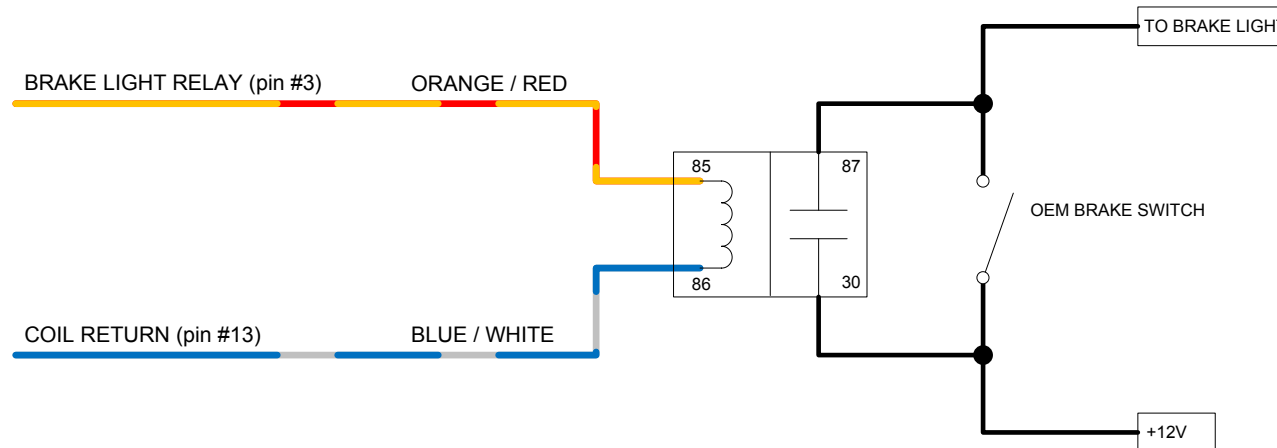 TO BRAKE LIGHT
BRAKE LIGHT RELAY (pin #3)
ORANGE / RED
85
87
OEM BRAKE SWITCH
86
30
COIL RETURN (pin #13)
BLUE / WHITE
+12V